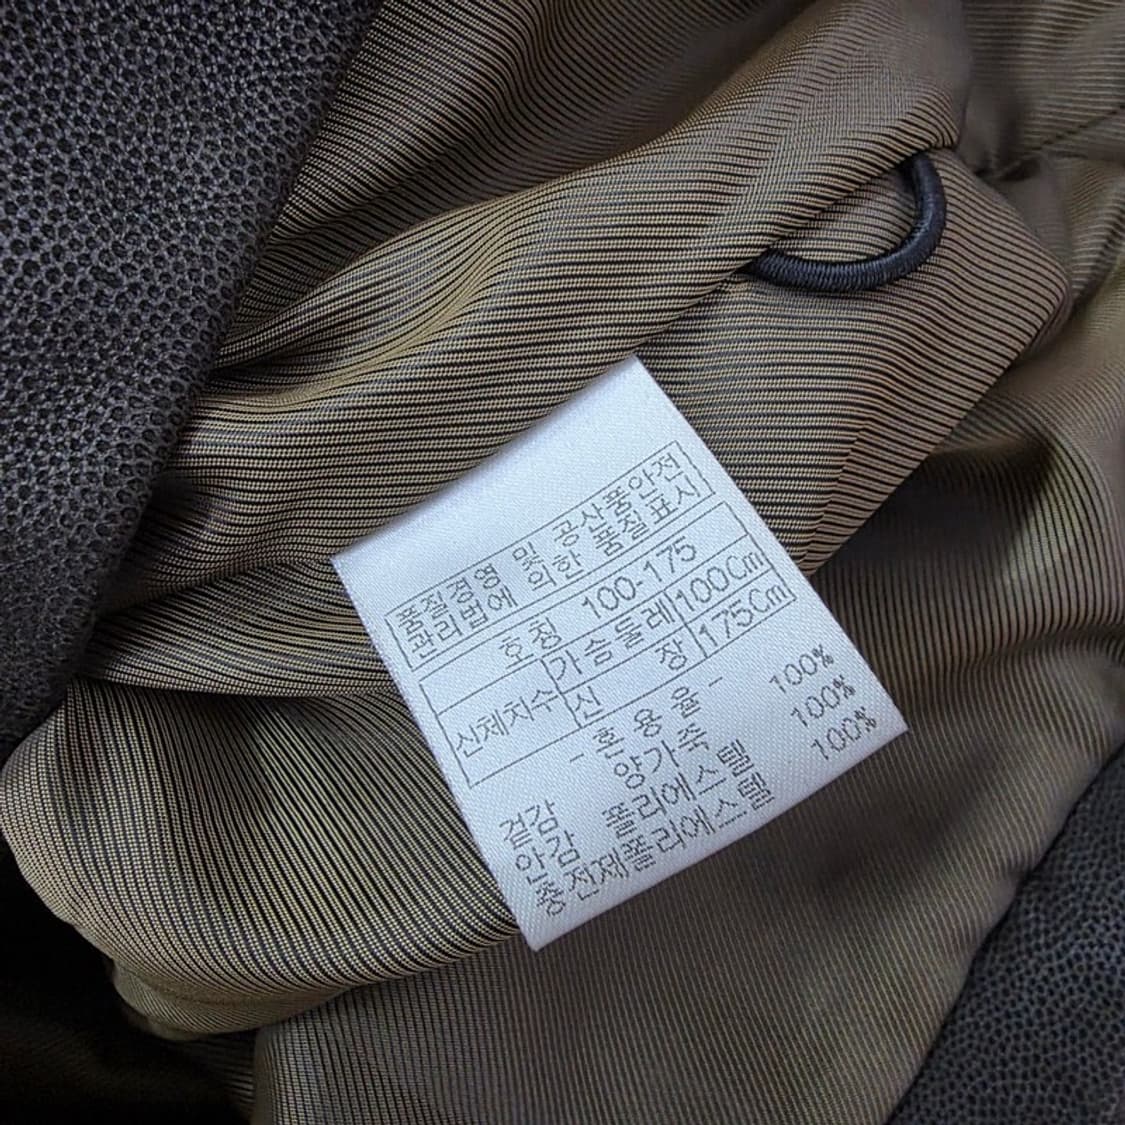 품질경영 및 공산품안전
관리법에 의한 품질표시
호칭 100-175
신체치수 가슴둘레 100Cm
신장 175Cm
- 혼용율 -
겉감 양가죽 100%
안감 폴리에스텔 100%
충전제폴리에스텔 100%